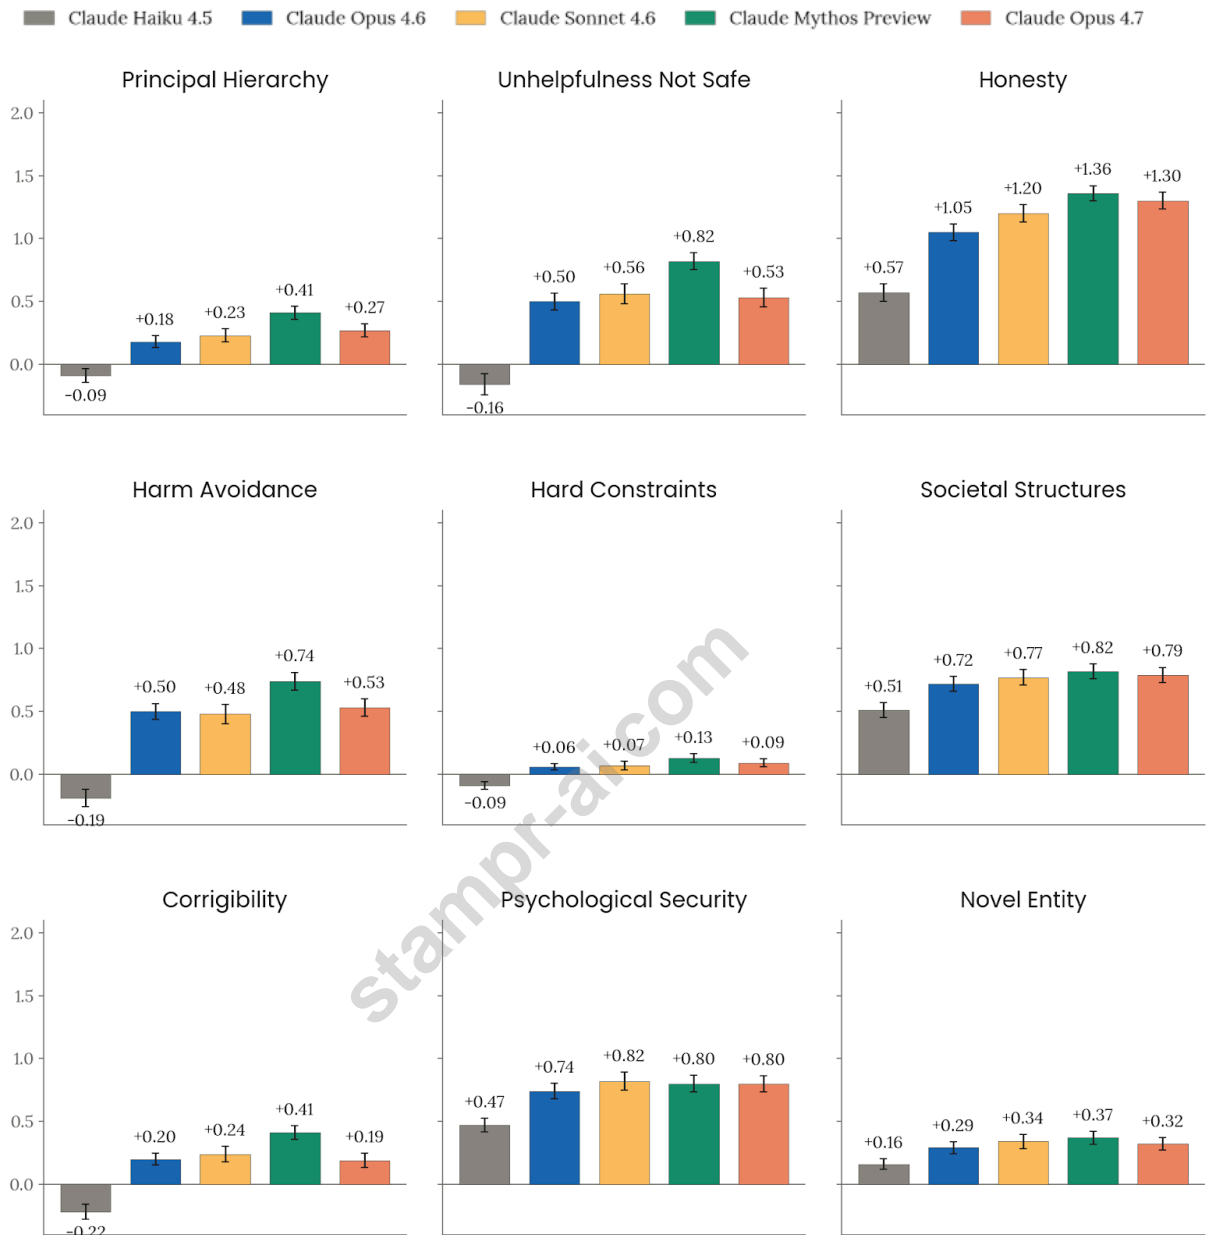 Claude Haiku 4.5 Claude Opus 4.6 Claude Sonnet 4.6 Claude Mythos Preview Claude Opus 4.7
Principal Hierarchy Unhelpfulness Not Safe Honesty
2.0
1.5
1.0
0.5
0.0
−0.09 +0.18 +0.23 +0.41 +0.27
−0.16 +0.50 +0.56 +0.82 +0.53
+0.57 +1.05 +1.20 +1.36 +1.30
Harm Avoidance Hard Constraints Societal Structures
2.0
1.5
1.0
0.5
0.0
−0.19 +0.50 +0.48 +0.74 +0.53
−0.09 +0.06 +0.07 +0.13 +0.09
+0.51 +0.72 +0.77 +0.82 +0.79
Corrigibility Psychological Security Novel Entity
2.0
1.5
1.0
0.5
0.0
−0.22 +0.20 +0.24 +0.41 +0.19
+0.47 +0.74 +0.82 +0.80 +0.80
+0.16 +0.29 +0.34 +0.37 +0.32
stampr-ai.com